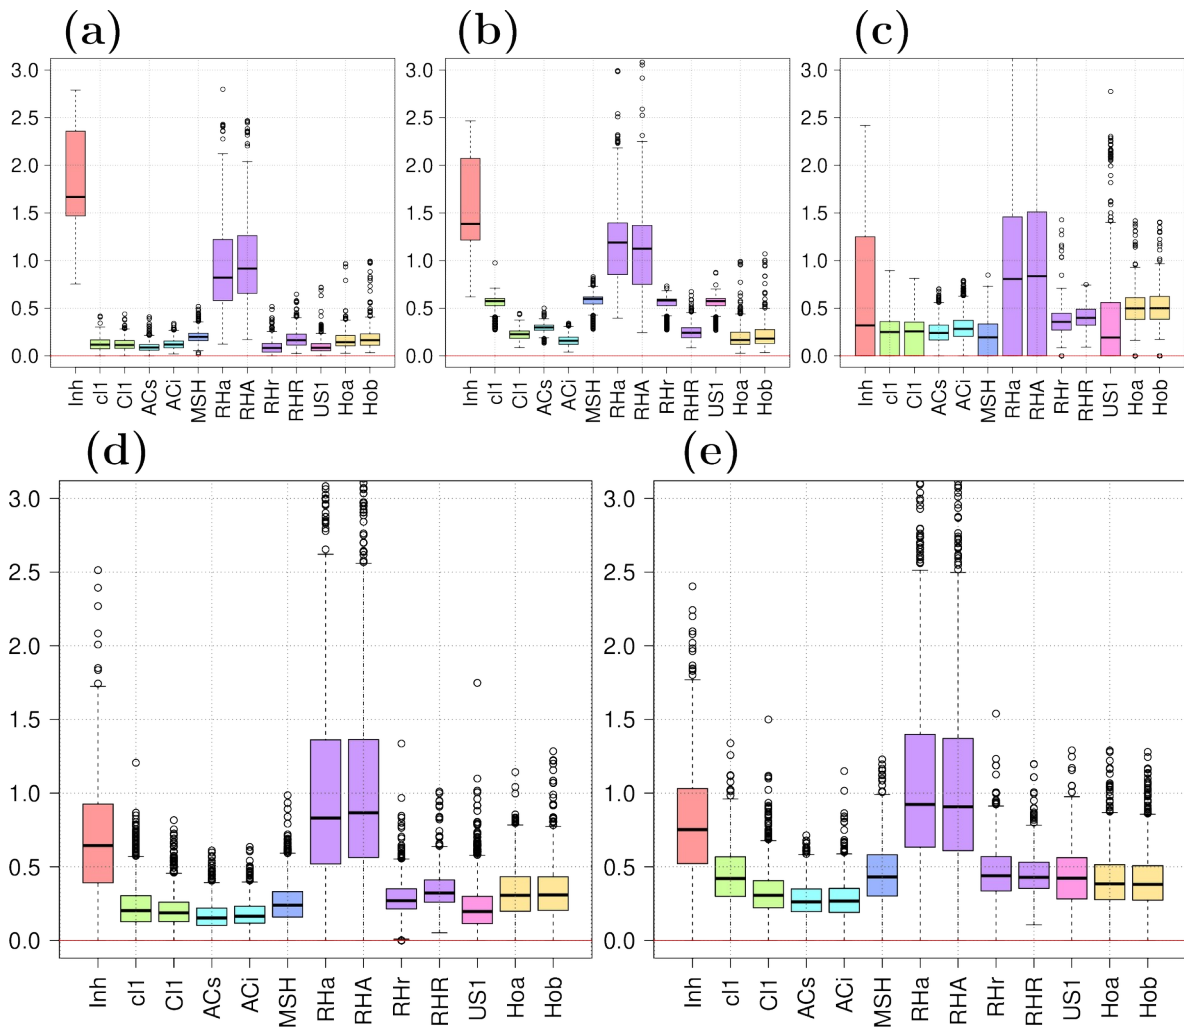 (a) (b) (c)
3.0 3.0 3.0
2.5 2.5 2.5
2.0 2.0 2.0
1.5 1.5 1.5
1.0 1.0 1.0
0.5 0.5 0.5
0.0 0.0 0.0
Inh cl1 Cl1 ACs ACi MSH RHa RHA RHr RHR US1 Hoa Hob Inh cl1 Cl1 ACs ACi MSH RHa RHA RHr RHR US1 Hoa Hob Inh cl1 Cl1 ACs ACi MSH RHa RHA RHr RHR US1 Hoa Hob
(d) (e)
3.0 3.0
2.5 2.5
2.0 2.0
1.5 1.5
1.0 1.0
0.5 0.5
0.0 0.0
Inh cl1 Cl1 ACs ACi MSH RHa RHA RHr RHR US1 Hoa Hob Inh cl1 Cl1 ACs ACi MSH RHa RHA RHr RHR US1 Hoa Hob